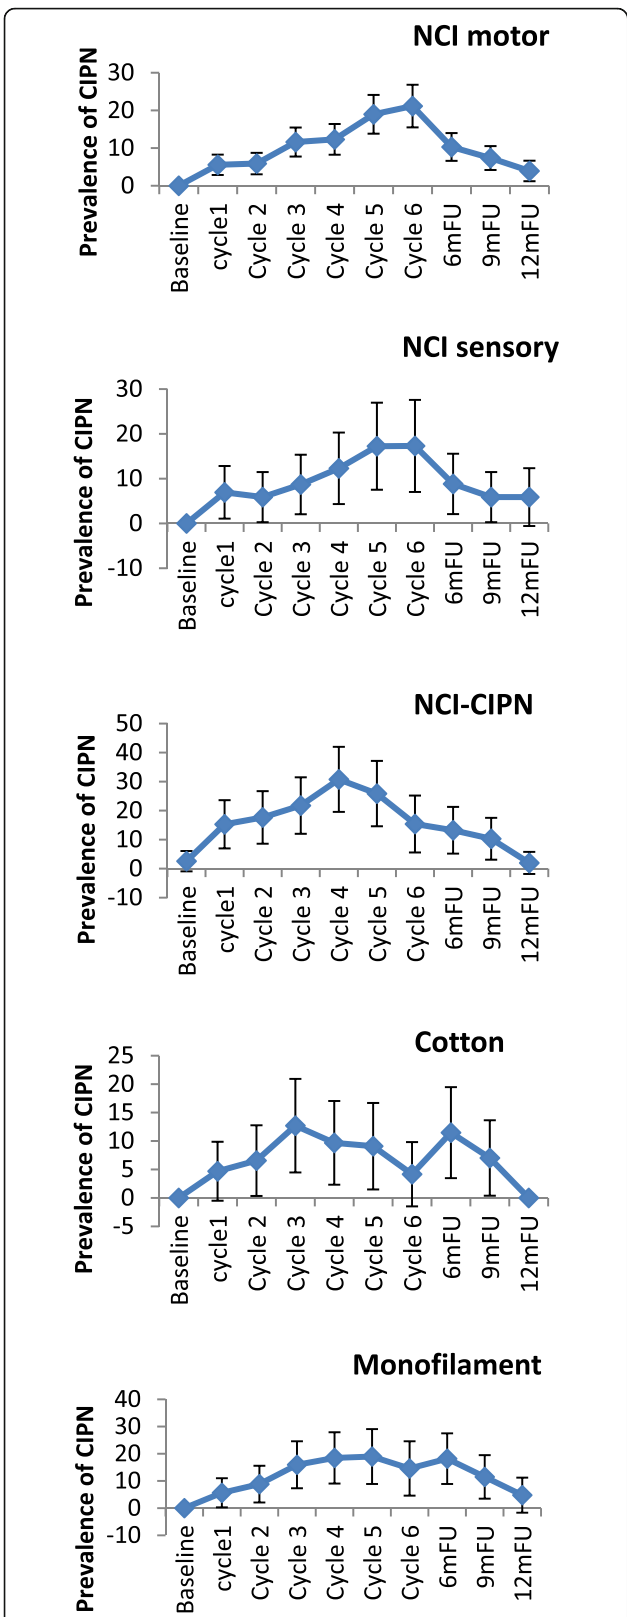 NCI motor
Prevalence of CIPN
30
20
10
0
Baseline
cycle1
Cycle 2
Cycle 3
Cycle 4
Cycle 5
Cycle 6
6mFU
9mFU
12mFU
NCI sensory
Prevalence of CIPN
30
20
10
0
-10
Baseline
cycle1
Cycle 2
Cycle 3
Cycle 4
Cycle 5
Cycle 6
6mFU
9mFU
12mFU
NCI-CIPN
Prevalence of CIPN
50
40
30
20
10
0
-10
Baseline
cycle1
Cycle 2
Cycle 3
Cycle 4
Cycle 5
Cycle 6
6mFU
9mFU
12mFU
Cotton
Prevalence of CIPN
25
20
15
10
5
0
-5
Baseline
cycle1
Cycle 2
Cycle 3
Cycle 4
Cycle 5
Cycle 6
6mFU
9mFU
12mFU
Monofilament
Prevalence of CIPN
40
30
20
10
0
-10
Baseline
cycle1
Cycle 2
Cycle 3
Cycle 4
Cycle 5
Cycle 6
6mFU
9mFU
12mFU